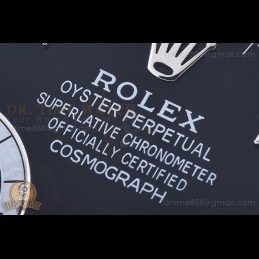 ROLEX
OYSTER PERPETUAL
SUPERLATIVE CHRONOMETER
OFFICIALLY CERTIFIED
COSMOGRAPH